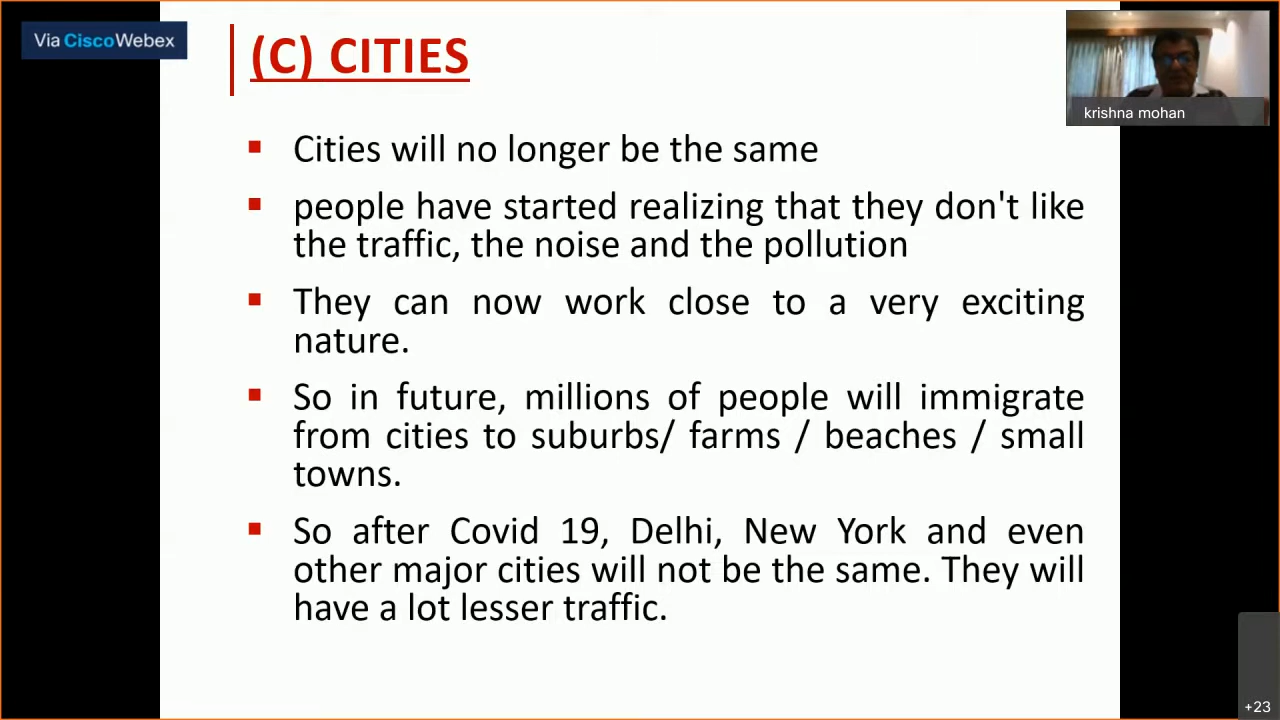 Via CiscoWebex
(C) CITIES
krishna mohan
▪ Cities will no longer be the same
▪ people have started realizing that they don't like
the traffic, the noise and the pollution
▪ They can now work close to a very exciting
nature.
▪ So in future, millions of people will immigrate
from cities to suburbs/ farms / beaches / small
towns.
▪ So after Covid 19, Delhi, New York and even
other major cities will not be the same. They will
have a lot lesser traffic.
+23